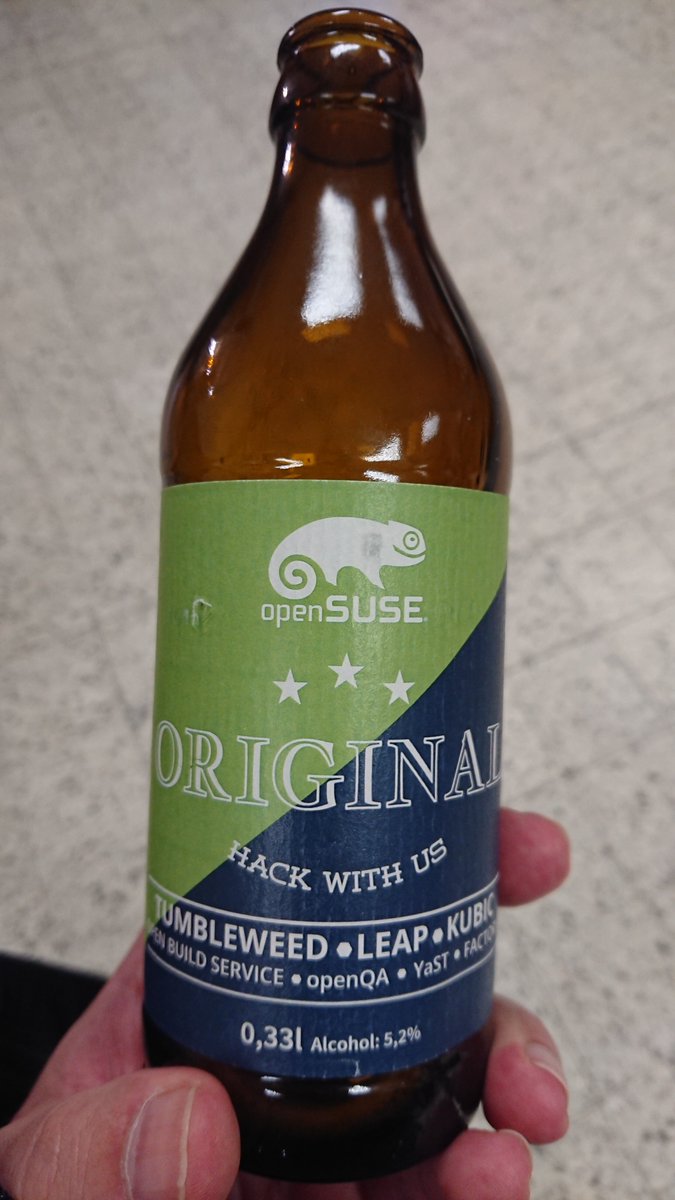 openSUSE
ORIGINAL
HACK WITH US
TUMBLEWEED • LEAP • KUBIC
BUILD SERVICE • openQA • YaST •
0,33l Alcohol: 5,2%